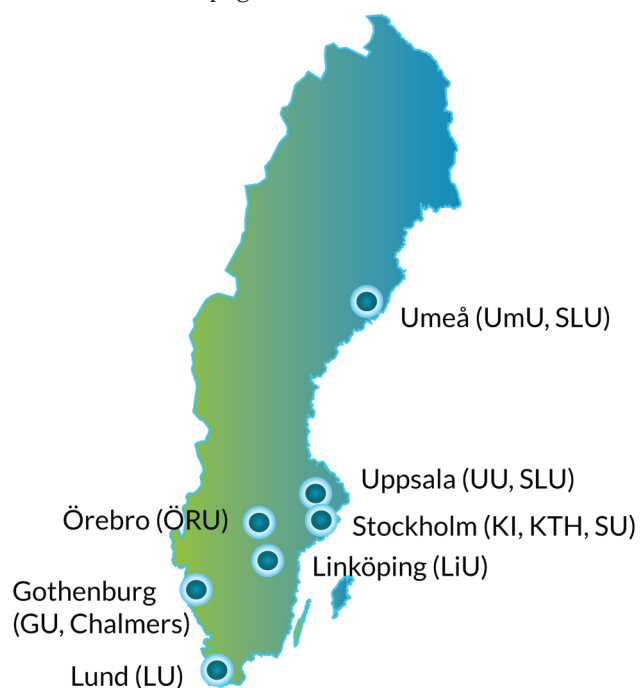 Umeå (UmU, SLU)
Uppsala (UU, SLU)
Örebro (ÖRU)
Stockholm (KI, KTH, SU)
Linköping (LiU)
Gothenburg
(GU, Chalmers)
Lund (LU)